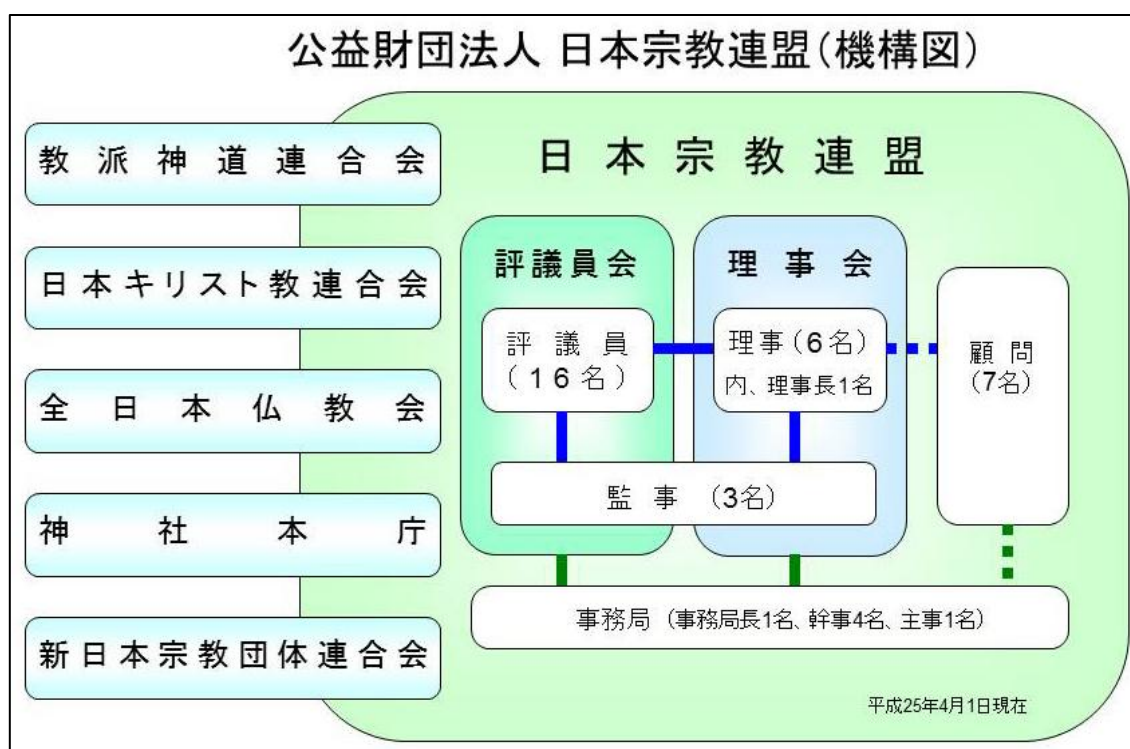 公益財団法人 日本宗教連盟(機構図)
教派神道連合会
日本キリスト教連合会
全日本仏教会
神社本庁
新日本宗教団体連合会
日本宗教連盟
評議員会
評議員
(16名)
理事会
理事(6名)
内、理事長1名
顧問
(7名)
監事 (3名)
事務局 (事務局長1名、幹事4名、主事1名)
平成25年4月1日現在